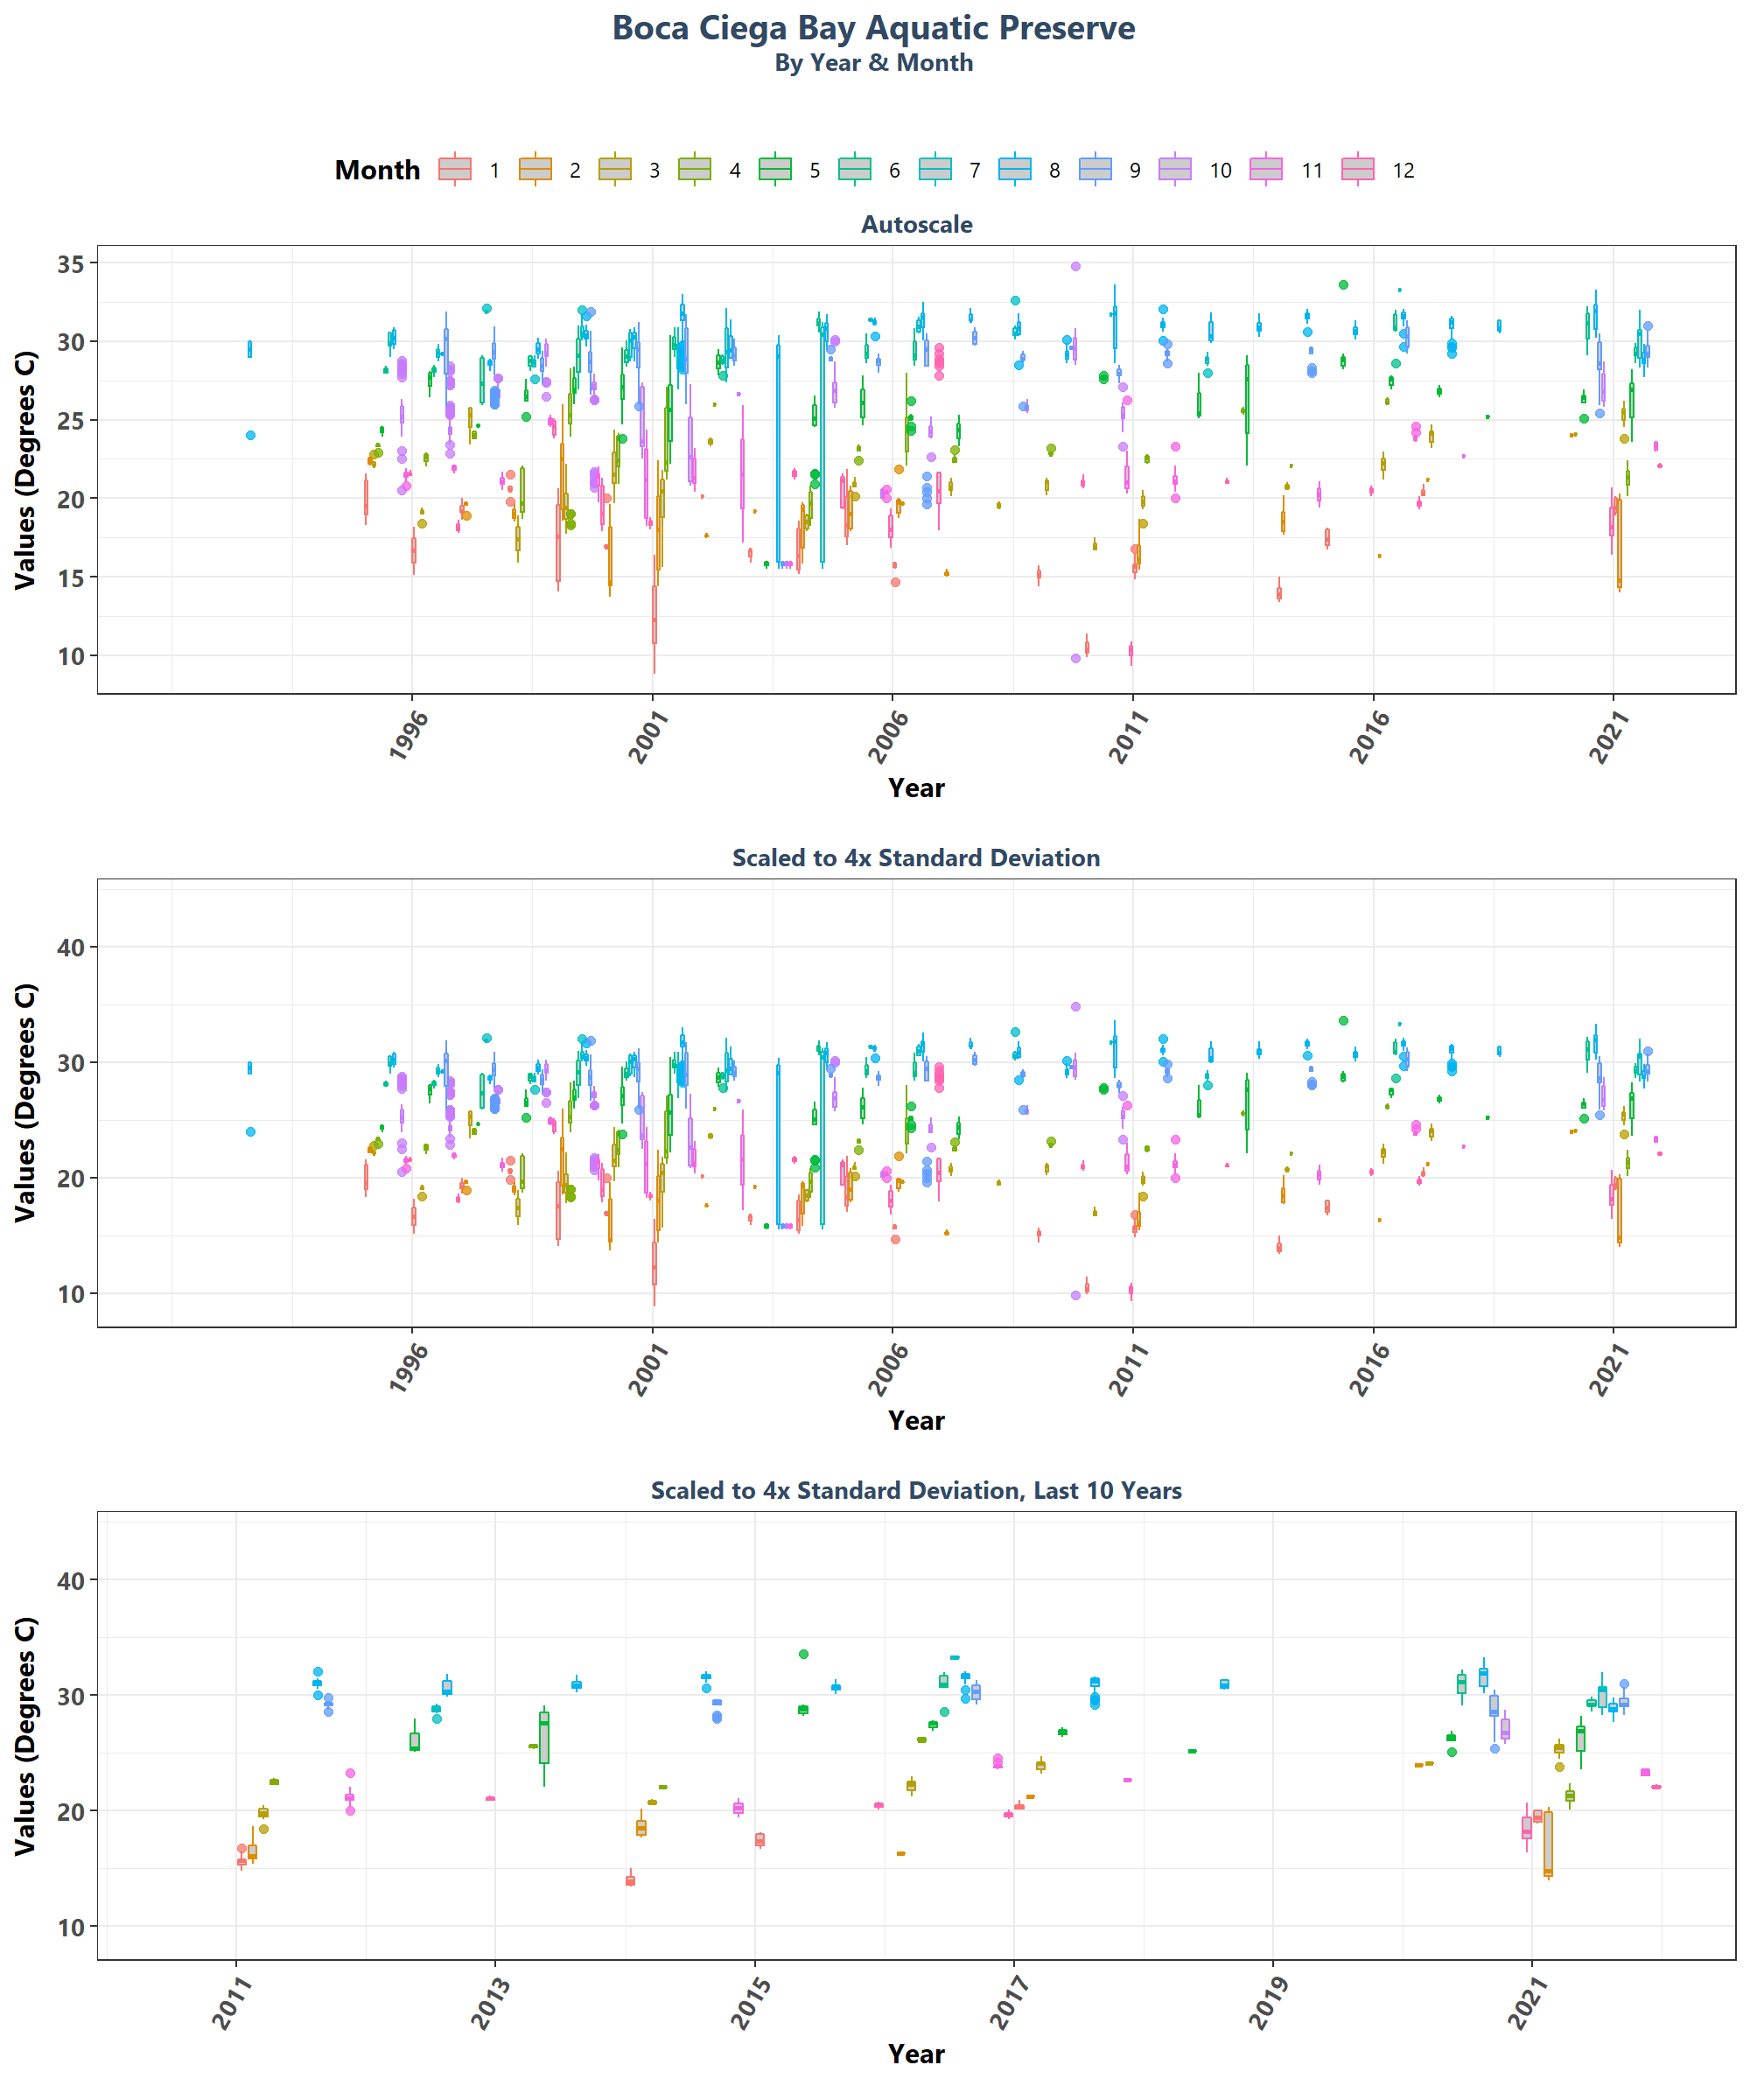 Boca Ciega Bay Aquatic Preserve
By Year & Month
Month 1 2 3 4 5 6 7 8 9 10 11 12
Autoscale
Values (Degrees C)
35
30
25
20
15
10
1996 2001 2006 2011 2016 2021
Year
Scaled to 4x Standard Deviation
Values (Degrees C)
40
30
20
10
1996 2001 2006 2011 2016 2021
Year
Scaled to 4x Standard Deviation, Last 10 Years
Values (Degrees C)
40
30
20
10
2011 2013 2015 2017 2019 2021
Year